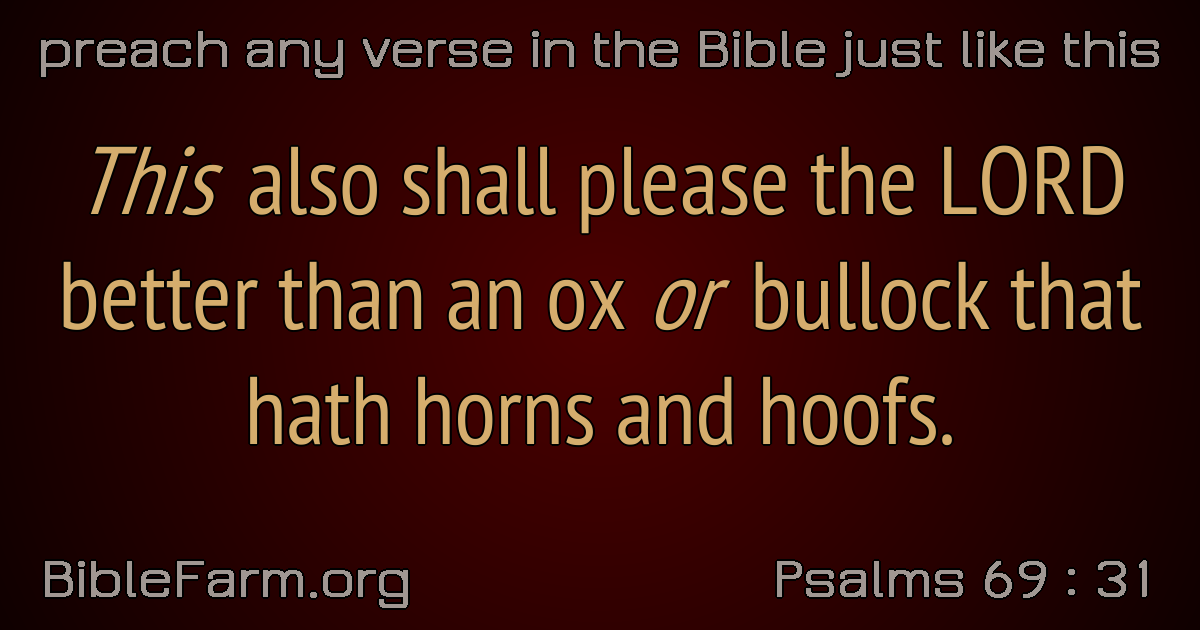 preach any verse in the Bible just like this
This also shall please the LORD
better than an ox or bullock that
hath horns and hoofs.
BibleFarm.org
Psalms 69 : 31